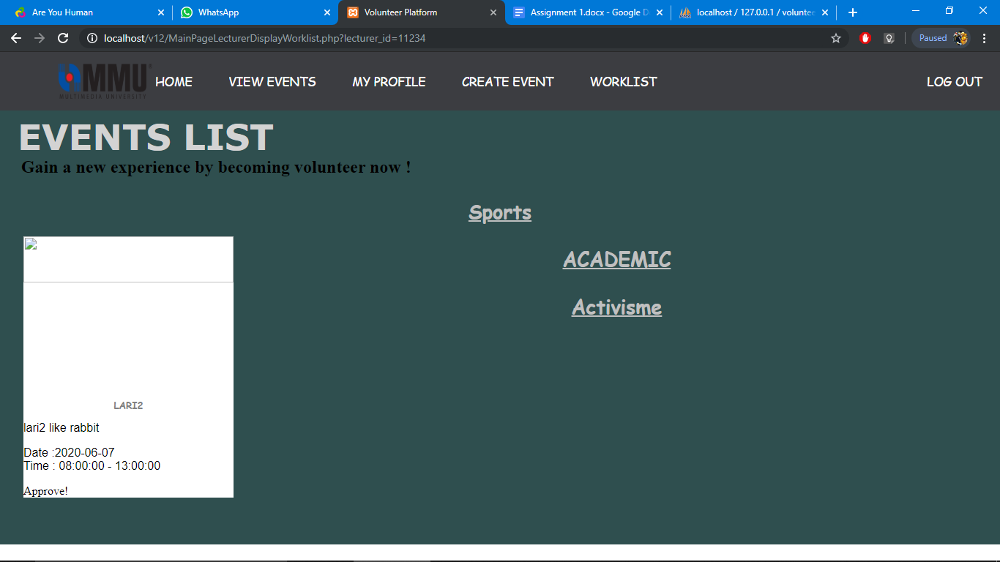 Are You Human
WhatsApp
Volunteer Platform
Assignment 1.docx - Google D
localhost / 127.0.0.1 / voluntee
localhost/v12/MainPageLecturerDisplayWorklist.php?lecturer_id=11234
Paused
MMU
MULTIMEDIA UNIVERSITY
HOME
VIEW EVENTS
MY PROFILE
CREATE EVENT
WORKLIST
LOG OUT
EVENTS LIST
Gain a new experience by becoming volunteer now !
Sports
ACADEMIC
Activisme
LARI2
lari2 like rabbit
Date :2020-06-07
Time : 08:00:00 - 13:00:00
Approve!